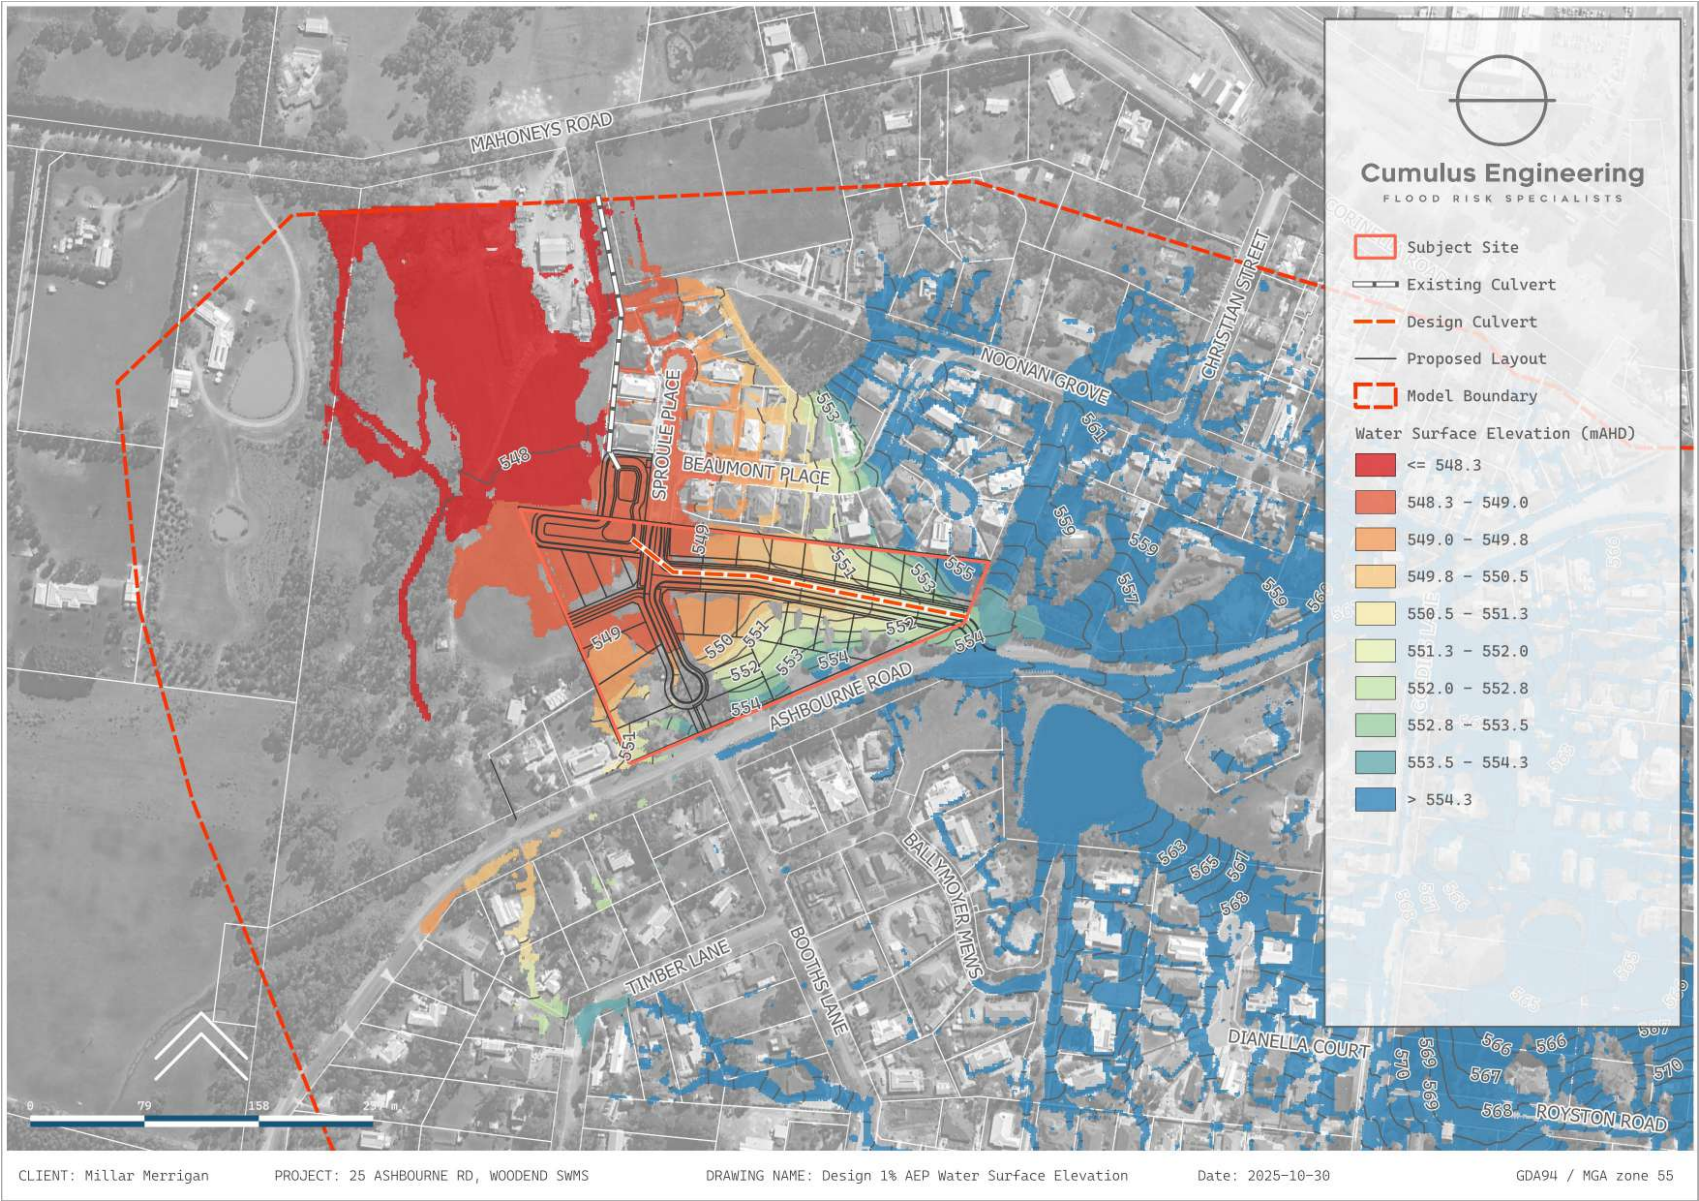 Cumulus Engineering
FLOOD RISK SPECIALISTS
Subject Site
Existing Culvert
Design Culvert
Proposed Layout
Model Boundary
Water Surface Elevation (mAHD)
<= 548.3
548.3 - 549.0
549.0 - 549.8
549.8 - 550.5
550.5 - 551.3
551.3 - 552.0
552.0 - 552.8
552.8 - 553.5
553.5 - 554.3
> 554.3
MAHONEYS ROAD
CHRISTIAN STREET
NOONAN GROVE
SPROULE PLACE
BEAUMONT PLACE
553
561
548
559
559
549
551
553
555
557
559
549
550
551
552
553
554
552
554
554
551
ASHBOURNE ROAD
BALLYMOYER MEWS
563
565
567
568
BOOTHS LANE
TIMBER LANE
DIANELLA COURT
570
569
569
566
566
567
570
568
ROYSTON ROAD
0 79 158
CLIENT: Millar Merrigan
PROJECT: 25 ASHBOURNE RD, WOODEND SWMS
DRAWING NAME: Design 1% AEP Water Surface Elevation
Date: 2025-10-30
GDA94 / MGA zone 55